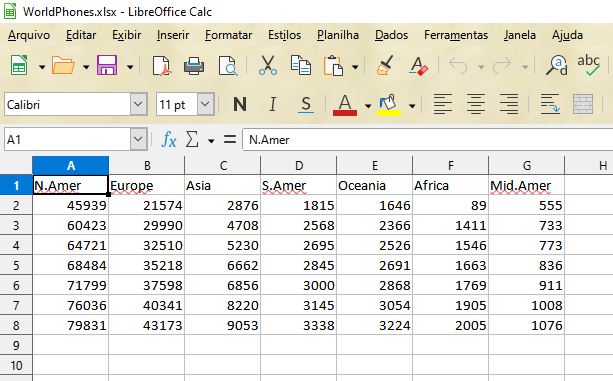 WorldPhones.xlsx - LibreOffice Calc
Arquivo Editar Exibir Inserir Formatar Estilos Planilha Dados Ferramentas Janela Ajuda
A d abc
Calibri 11 pt N I S A
A1 fx Σ = N.Amer
A B C D E F G H
1 N.Amer Europe Asia S.Amer Oceania Africa Mid.Amer
2 45939 21574 2876 1815 1646 89 555
3 60423 29990 4708 2568 2366 1411 733
4 64721 32510 5230 2695 2526 1546 773
5 68484 35218 6662 2845 2691 1663 836
6 71799 37598 6856 3000 2868 1769 911
7 76036 40341 8220 3145 3054 1905 1008
8 79831 43173 9053 3338 3224 2005 1076
9
10